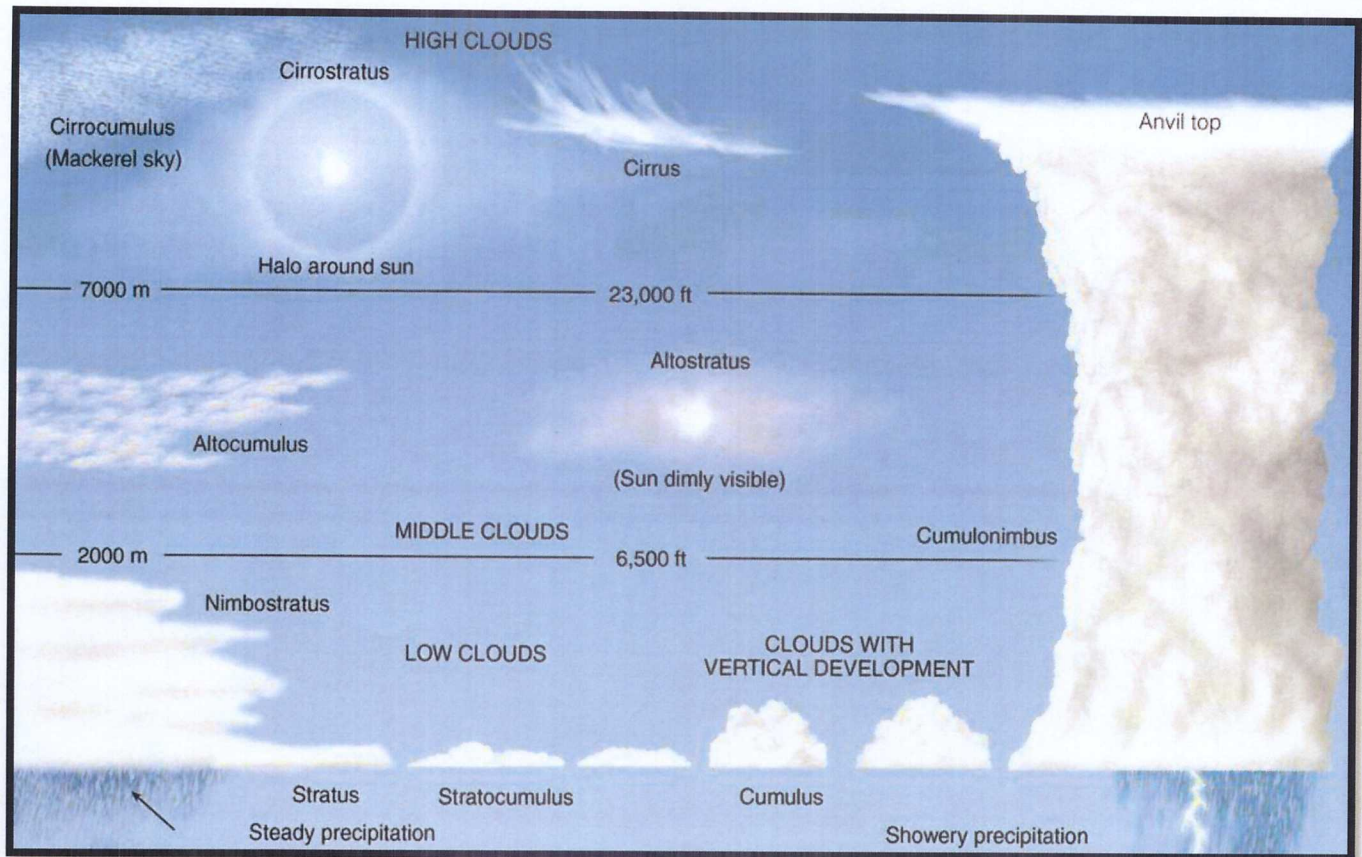 HIGH CLOUDS
Cirrostratus
Cirrocumulus
(Mackerel sky)
Anvil top
Cirrus
Halo around sun
7000 m
23,000 ft
Altostratus
Altocumulus
(Sun dimly visible)
MIDDLE CLOUDS
Cumulonimbus
2000 m
6,500 ft
Nimbostratus
LOW CLOUDS
CLOUDS WITH
VERTICAL DEVELOPMENT
Stratus
Stratocumulus
Cumulus
Steady precipitation
Showery precipitation